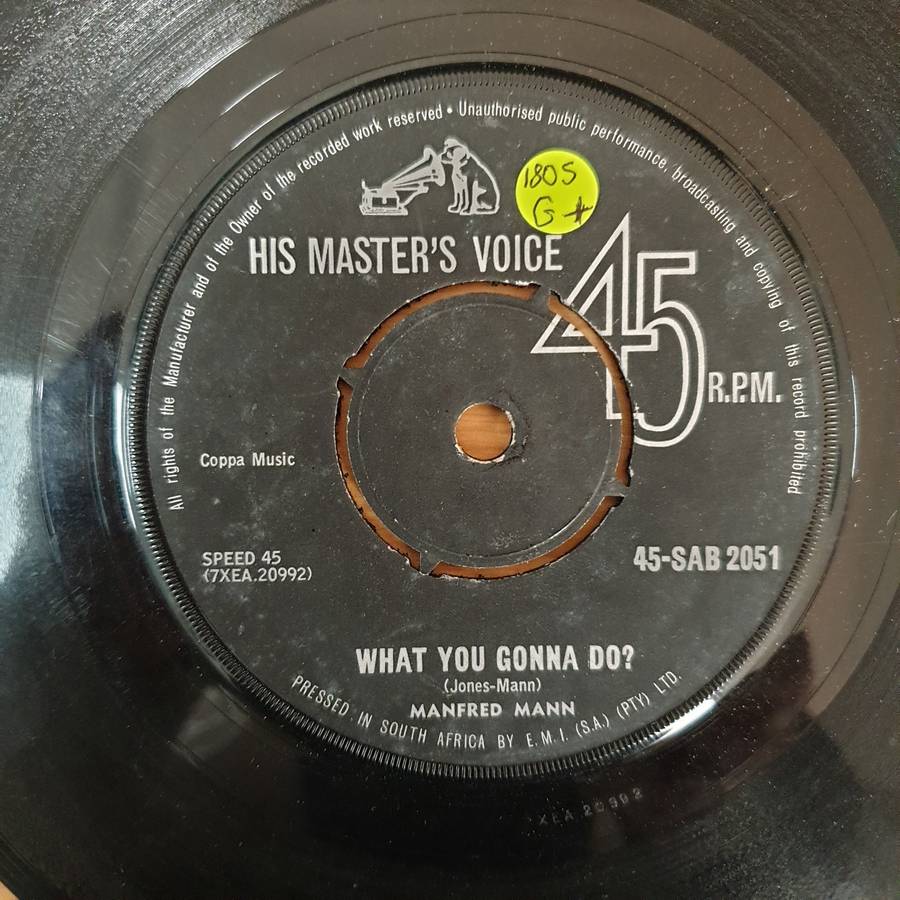 All rights of the Manufacturer and of the Owner of the recorded work reserved • Unauthorised public performance, broadcasting and copying of this record prohibited
180S
G+
HIS MASTER'S VOICE
45
R.P.M.
Coppa Music
SPEED 45
(7XEA.20992)
45-SAB 2051
WHAT YOU GONNA DO?
(Jones-Mann)
MANFRED MANN
PRESSED IN SOUTH AFRICA BY E.M.I. (S.A.) (PTY) LTD.
XEA 20992